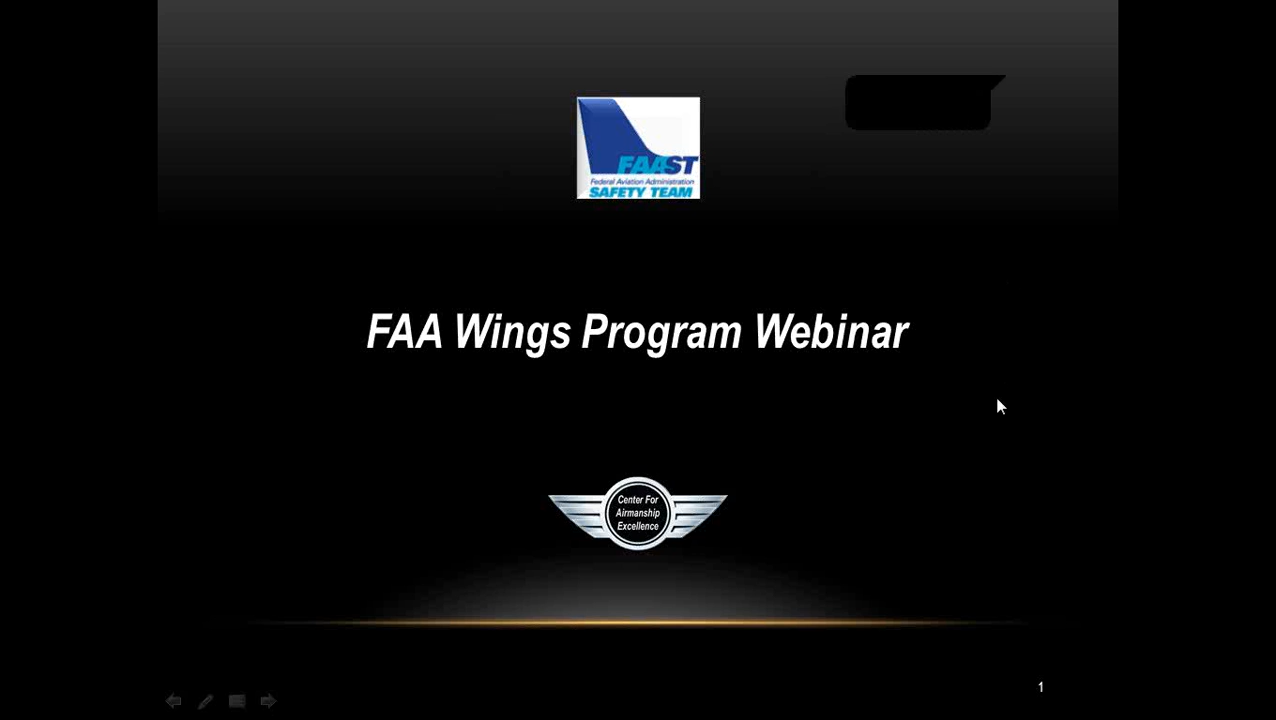 FAAST
Federal Aviation Administration
SAFETY TEAM
FAA Wings Program Webinar
Center For
Airmanship
Excellence
1